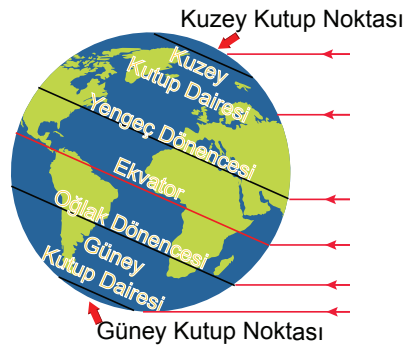 Kuzey Kutup Noktası
Kuzey
Kutup Dairesi
Yengeç Dönencesi
Ekvator
Oğlak Dönencesi
Güney
Kutup Dairesi
Güney Kutup Noktası